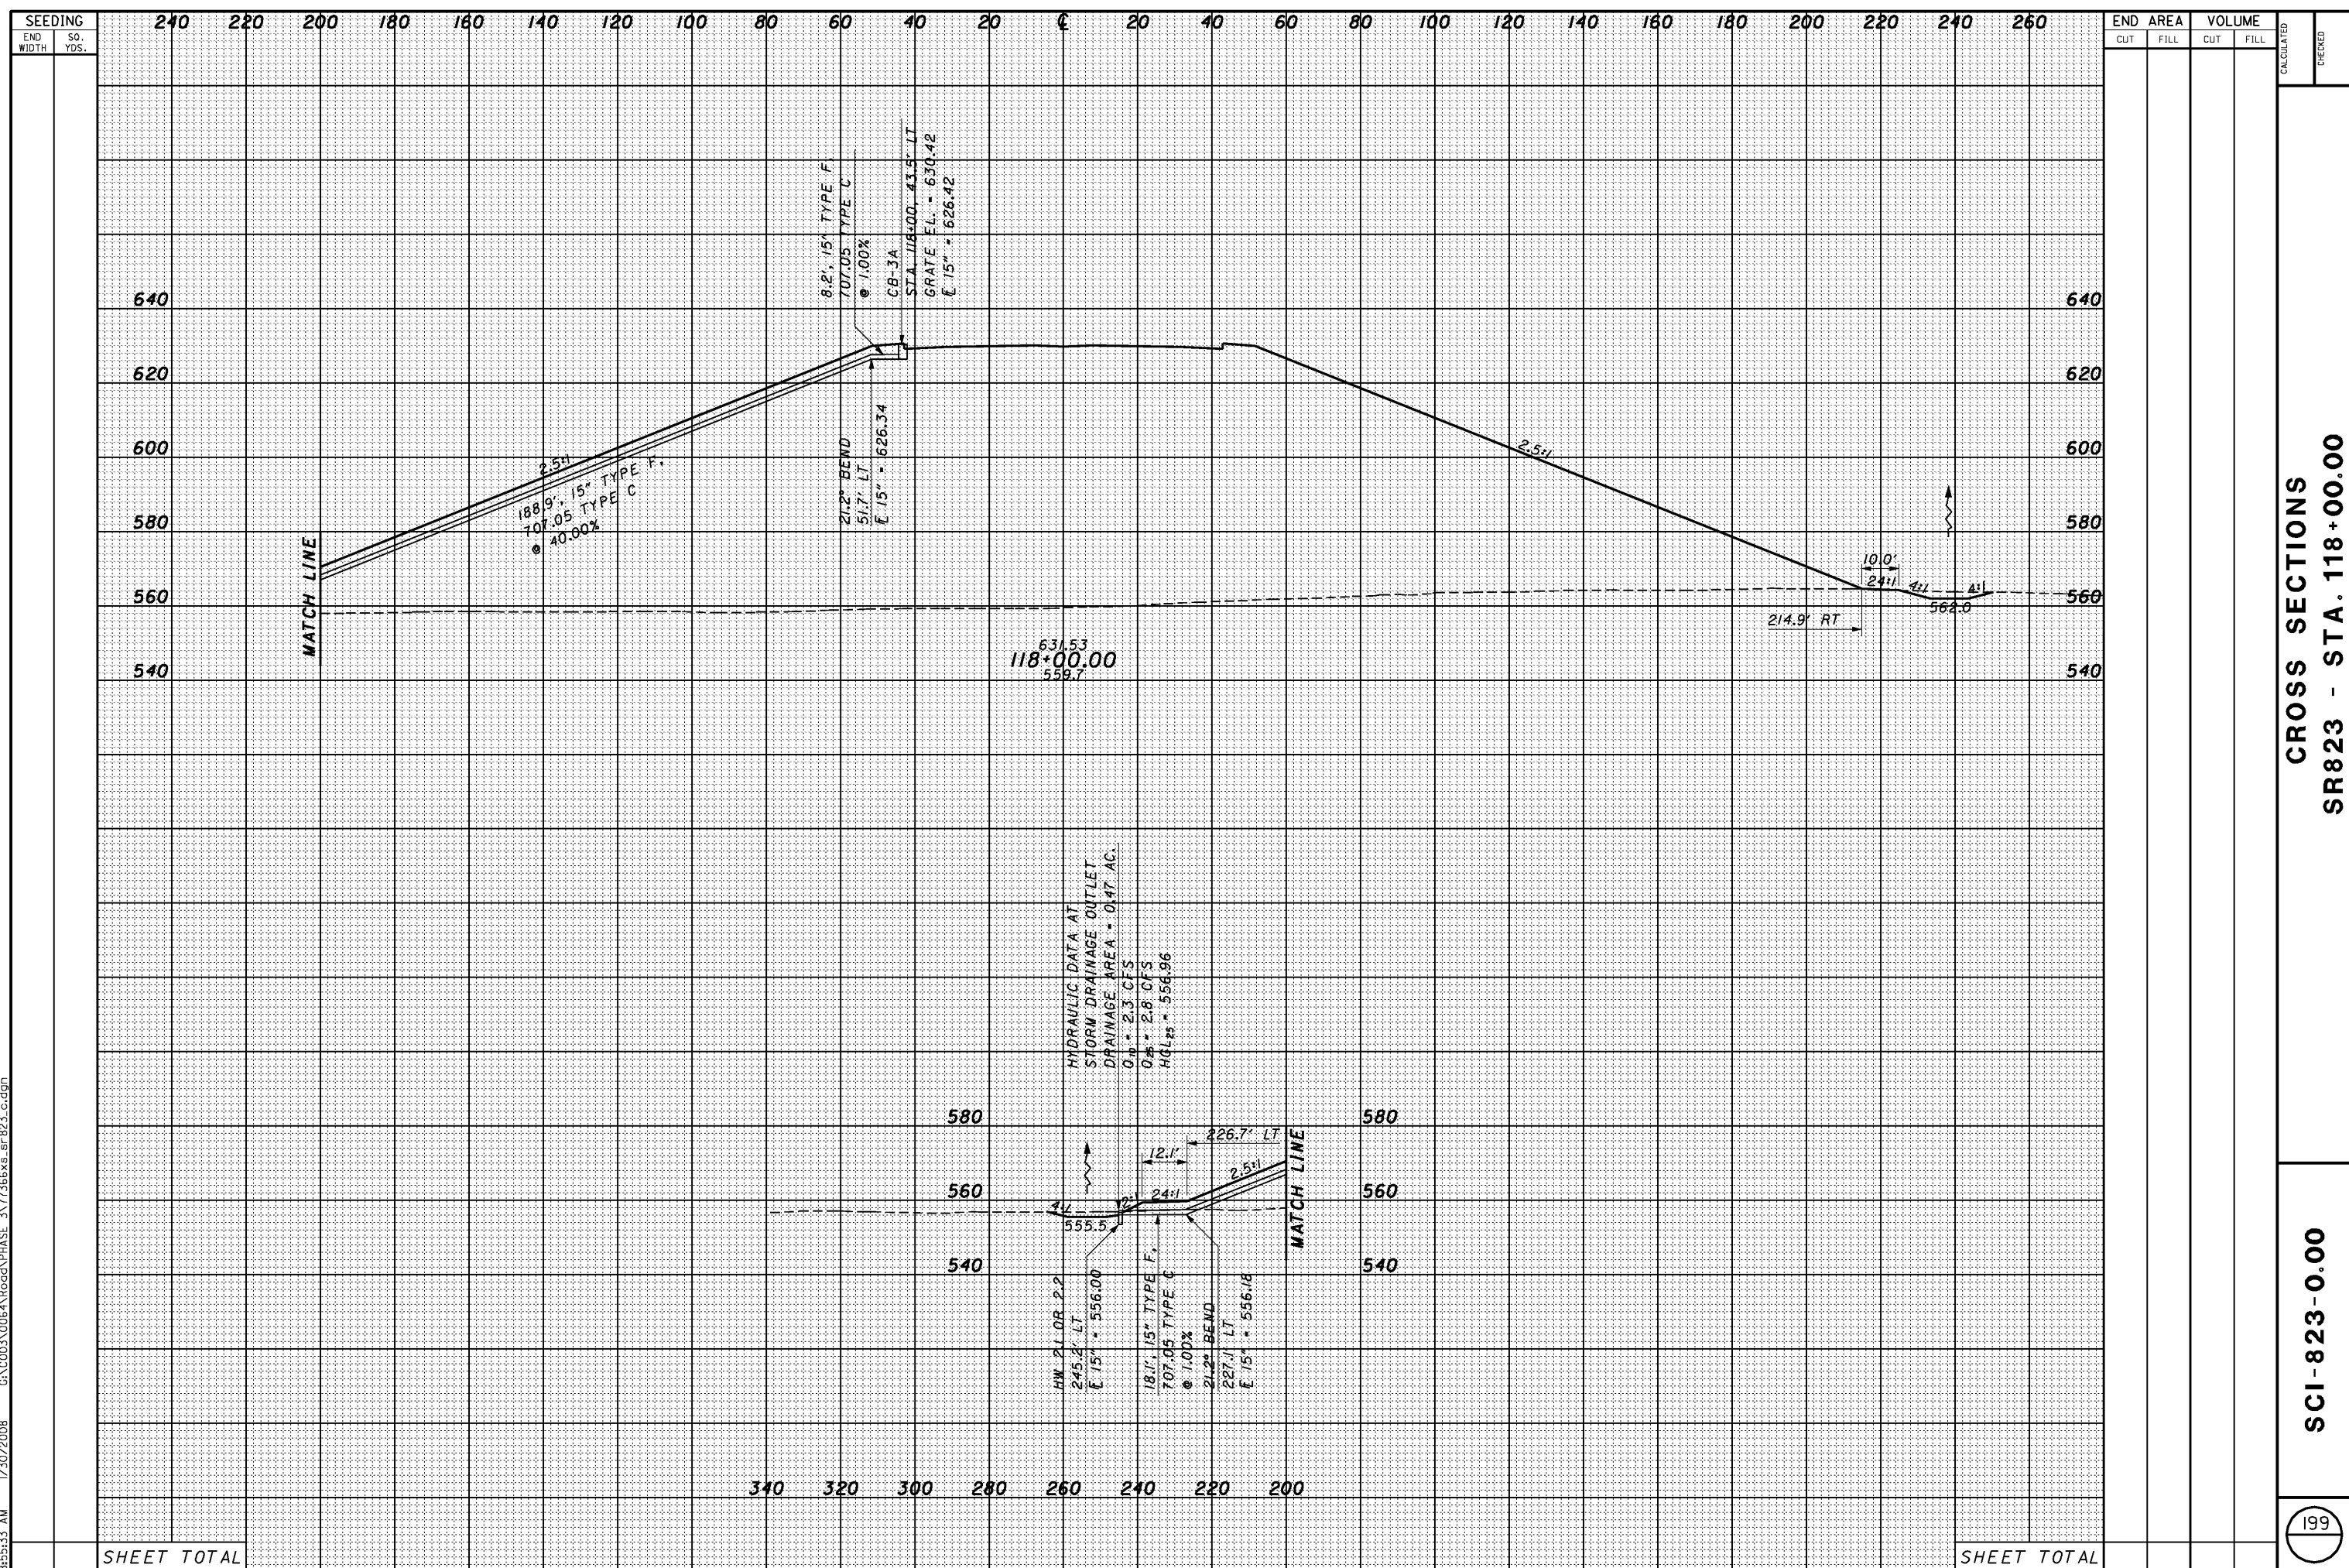 SEEDING
END WIDTH
SQ. YDS.
240 220 200 180 160 140 120 100 80 60 40 20 ℄ 20 40 60 80 100 120 140 160 180 200 220 240 260
END AREA
VOLUME
CUT
FILL
CUT
FILL
CALCULATED
CHECKED
8.2', 15" TYPE F,
707.05 TYPE C
@ 1.00%
CB-3A
STA. 118+00, 43.5' LT
GRATE EL. = 630.42
℄ 15" = 626.42
640
640
620
620
600
600
580
580
560
560
540
540
2.5:1
188.9', 15" TYPE F,
707.05 TYPE C
@ 40.00%
21.2° BEND
51.7' LT
℄ 15" = 626.34
2.5:1
MATCH LINE
10.0'
24:1
4:1
4:1
562.0
214.9' RT
631.53
118+00.00
559.7
HYDRAULIC DATA AT
STORM DRAINAGE OUTLET
DRAINAGE AREA = 0.47 AC.
Q10 = 2.3 CFS
Q25 = 2.8 CFS
HGL25 = 556.96
580
580
560
560
540
540
226.7' LT
12.1'
2.5:1
24:1
2:1
4:1
555.5
MATCH LINE
HW 2.1 OR 2.2
245.2' LT
℄ 15" = 556.00
18.1', 15" TYPE F,
707.05 TYPE C
@ 1.00%
21.2° BEND
227.1' LT
℄ 15" = 556.18
340 320 300 280 260 240 220 200
SHEET TOTAL
SHEET TOTAL
CROSS SECTIONS
SR823 - STA. 118+00.00
SCI-823-0.00
199
1/30/2008